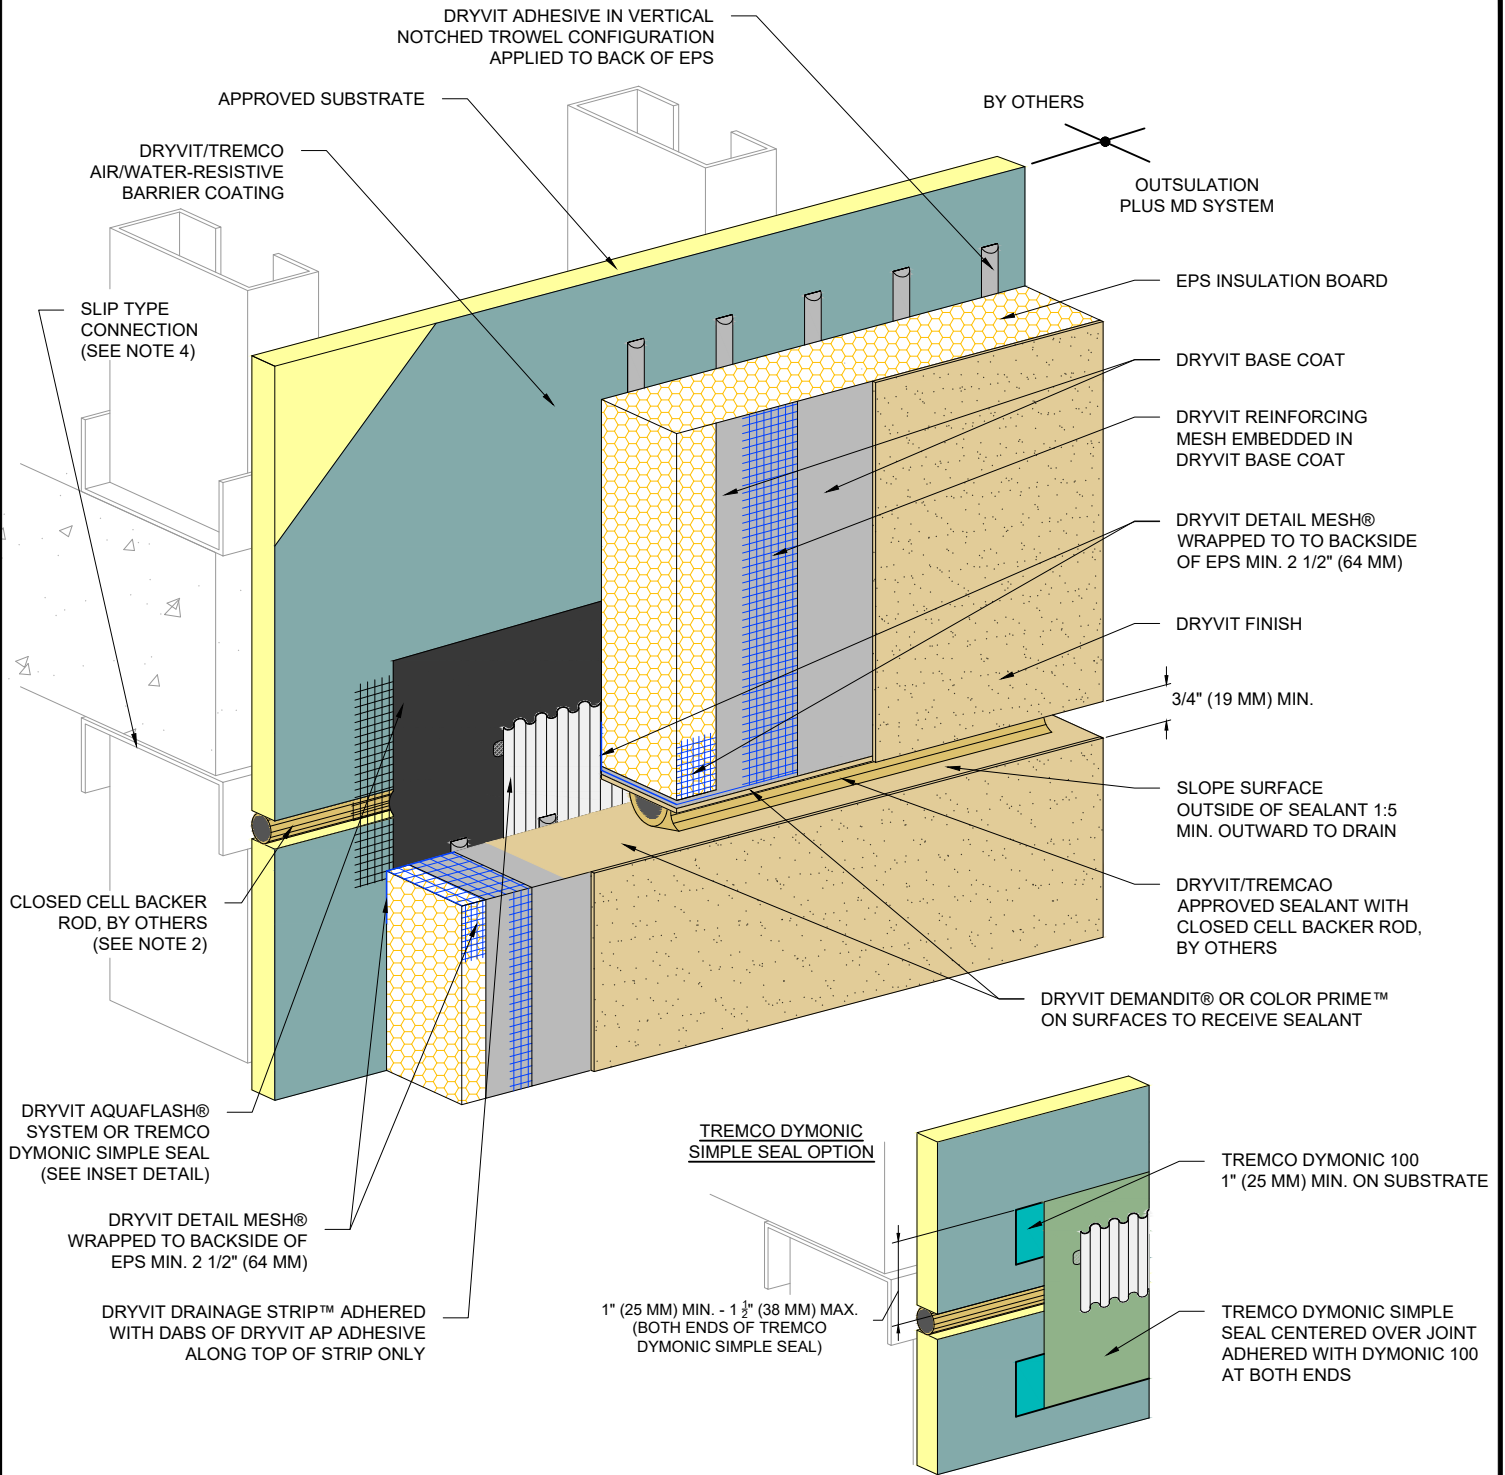 DRYVIT ADHESIVE IN VERTICAL
NOTCHED TROWEL CONFIGURATION
APPLIED TO BACK OF EPS
APPROVED SUBSTRATE
BY OTHERS
DRYVIT/TREMCO
AIR/WATER-RESISTIVE
BARRIER COATING
OUTSULATION
PLUS MD SYSTEM
SLIP TYPE
CONNECTION
(SEE NOTE 4)
EPS INSULATION BOARD
DRYVIT BASE COAT
DRYVIT REINFORCING
MESH EMBEDDED IN
DRYVIT BASE COAT
DRYVIT DETAIL MESH®
WRAPPED TO TO BACKSIDE
OF EPS MIN. 2 1/2" (64 MM)
DRYVIT FINISH
3/4" (19 MM) MIN.
SLOPE SURFACE
OUTSIDE OF SEALANT 1:5
MIN. OUTWARD TO DRAIN
DRYVIT/TREMCAO
APPROVED SEALANT WITH
CLOSED CELL BACKER ROD,
BY OTHERS
CLOSED CELL BACKER
ROD, BY OTHERS
(SEE NOTE 2)
DRYVIT DEMANDIT® OR COLOR PRIME™
ON SURFACES TO RECEIVE SEALANT
DRYVIT AQUAFLASH®
SYSTEM OR TREMCO
DYMONIC SIMPLE SEAL
(SEE INSET DETAIL)
DRYVIT DETAIL MESH®
WRAPPED TO BACKSIDE OF
EPS MIN. 2 1/2" (64 MM)
DRYVIT DRAINAGE STRIP™ ADHERED
WITH DABS OF DRYVIT AP ADHESIVE
ALONG TOP OF STRIP ONLY
TREMCO DYMONIC
SIMPLE SEAL OPTION
TREMCO DYMONIC 100
1" (25 MM) MIN. ON SUBSTRATE
1" (25 MM) MIN. - 1 1/2" (38 MM) MAX.
(BOTH ENDS OF TREMCO
DYMONIC SIMPLE SEAL)
TREMCO DYMONIC SIMPLE
SEAL CENTERED OVER JOINT
ADHERED WITH DYMONIC 100
AT BOTH ENDS